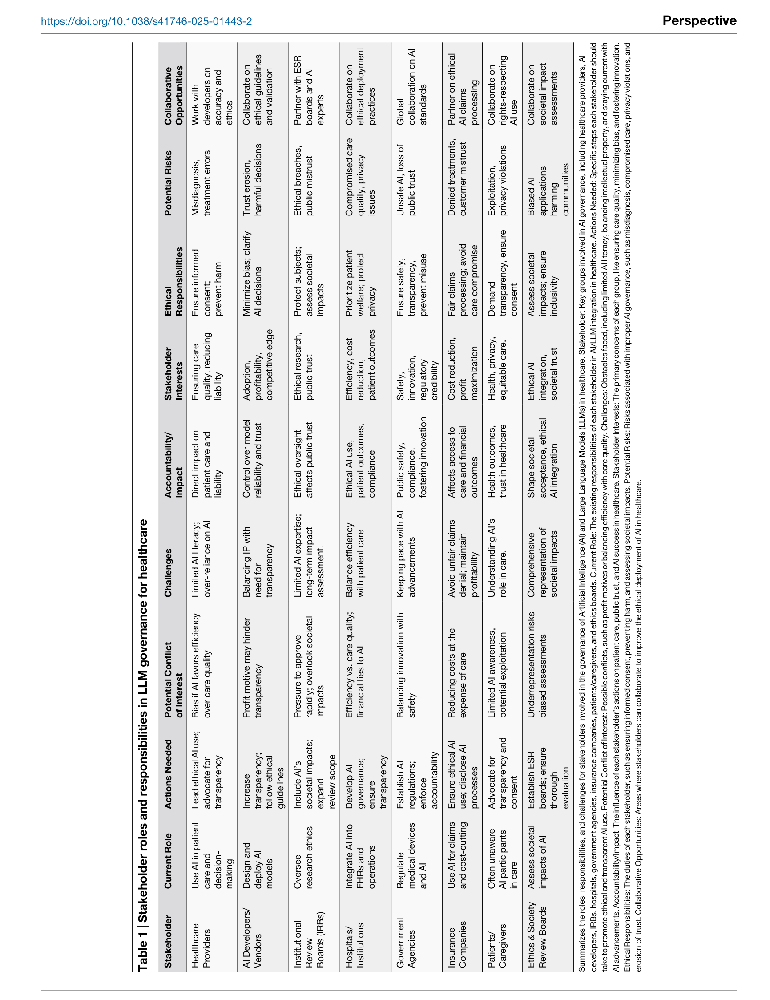 https://doi.org/10.1038/s41746-025-01443-2
Perspective
Table 1 | Stakeholder roles and responsibilities in LLM governance for healthcare
Stakeholder
Current Role
Actions Needed
Potential Conflict
of Interest
Challenges
Accountability/
Impact
Stakeholder
Interests
Ethical
Responsibilities
Potential Risks
Collaborative
Opportunities
Healthcare
Providers
Use AI in patient
care and
decision-
making
Lead ethical AI use;
advocate for
transparency
Bias if AI favors efficiency
over care quality
Limited AI literacy;
over-reliance on AI
Direct impact on
patient care and
liability
Ensuring care
quality, reducing
liability
Ensure informed
consent;
prevent harm
Misdiagnosis,
treatment errors
Work with
developers on
accuracy and
ethics
AI Developers/
Vendors
Design and
deploy AI
models
Increase
transparency;
follow ethical
guidelines
Profit motive may hinder
transparency
Balancing IP with
need for
transparency
Control over model
reliability and trust
Adoption,
profitability,
competitive edge
Minimize bias; clarify
AI decisions
Trust erosion,
harmful decisions
Collaborate on
ethical guidelines
and validation
Institutional
Review
Boards (IRBs)
Oversee
research ethics
Include AI's
societal impacts;
expand
review scope
Pressure to approve
rapidly; overlook societal
impacts
Limited AI expertise;
long-term impact
assessment.
Ethical oversight
affects public trust
Ethical research,
public trust
Protect subjects;
assess societal
impacts
Ethical breaches,
public mistrust
Partner with ESR
boards and AI
experts
Hospitals/
Institutions
Integrate AI into
EHRs and
operations
Develop AI
governance;
ensure
transparency
Efficiency vs. care quality;
financial ties to AI
Balance efficiency
with patient care
Ethical AI use,
patient outcomes,
compliance
Efficiency, cost
reduction,
patient outcomes
Prioritize patient
welfare; protect
privacy
Compromised care
quality, privacy
issues
Collaborate on
ethical deployment
practices
Government
Agencies
Regulate
medical devices
and AI
Establish AI
regulations;
enforce
accountability
Balancing innovation with
safety
Keeping pace with AI
advancements
Public safety,
compliance,
fostering innovation
Safety,
innovation,
regulatory
credibility
Ensure safety,
transparency,
prevent misuse
Unsafe AI, loss of
public trust
Global
collaboration on AI
standards
Insurance
Companies
Use AI for claims
and cost-cutting
Ensure ethical AI
use; disclose AI
processes
Reducing costs at the
expense of care
Avoid unfair claims
denial; maintain
profitability
Affects access to
care and financial
outcomes
Cost reduction,
profit
maximization
Fair claims
processing; avoid
care compromise
Denied treatments,
customer mistrust
Partner on ethical
AI claims
processing
Patients/
Caregivers
Often unaware
AI participants
in care
Advocate for
transparency and
consent
Limited AI awareness,
potential exploitation
Understanding AI's
role in care.
Health outcomes,
trust in healthcare
Health, privacy,
equitable care.
Demand
transparency, ensure
consent
Exploitation,
privacy violations
Collaborate on
rights-respecting
AI use
Ethics & Society
Review Boards
Assess societal
impacts of AI
Establish ESR
boards; ensure
thorough
evaluation
Underrepresentation risks
biased assessments
Comprehensive
representation of
societal impacts
Shape societal
acceptance, ethical
AI integration
Ethical AI
integration,
societal trust
Assess societal
impacts; ensure
inclusivity
Biased AI
applications
harming
communities
Collaborate on
societal impact
assessments
Summarizes the roles, responsibilities, and challenges for stakeholders involved in the governance of Artificial Intelligence (AI) and Large Language Models (LLMs) in healthcare. Stakeholder: Key groups involved in AI governance, including healthcare providers, AI
developers, IRBs, hospitals, government agencies, insurance companies, patients/caregivers, and ethics boards. Current Role: The existing responsibilities of each stakeholder in AI/LLM integration in healthcare. Actions Needed: Specific steps each stakeholder should
take to promote ethical and transparent AI use. Potential Conflict of Interest: Possible conflicts, such as profit motives or balancing efficiency with care quality. Challenges: Obstacles faced, including limited AI literacy, balancing intellectual property, and staying current with
AI advancements. Accountability/Impact: The influence of each stakeholder's actions on patient care, public trust, and AI success in healthcare. Stakeholder Interests: The primary concerns of each group, like ensuring care quality, minimizing bias, and fostering innovation.
Ethical Responsibilities: The duties of each stakeholder, such as ensuring informed consent, preventing harm, and assessing societal impacts. Potential Risks: Risks associated with improper AI governance, such as misdiagnosis, compromised care, privacy violations, and
erosion of trust. Collaborative Opportunities: Areas where stakeholders can collaborate to improve the ethical deployment of AI in healthcare.